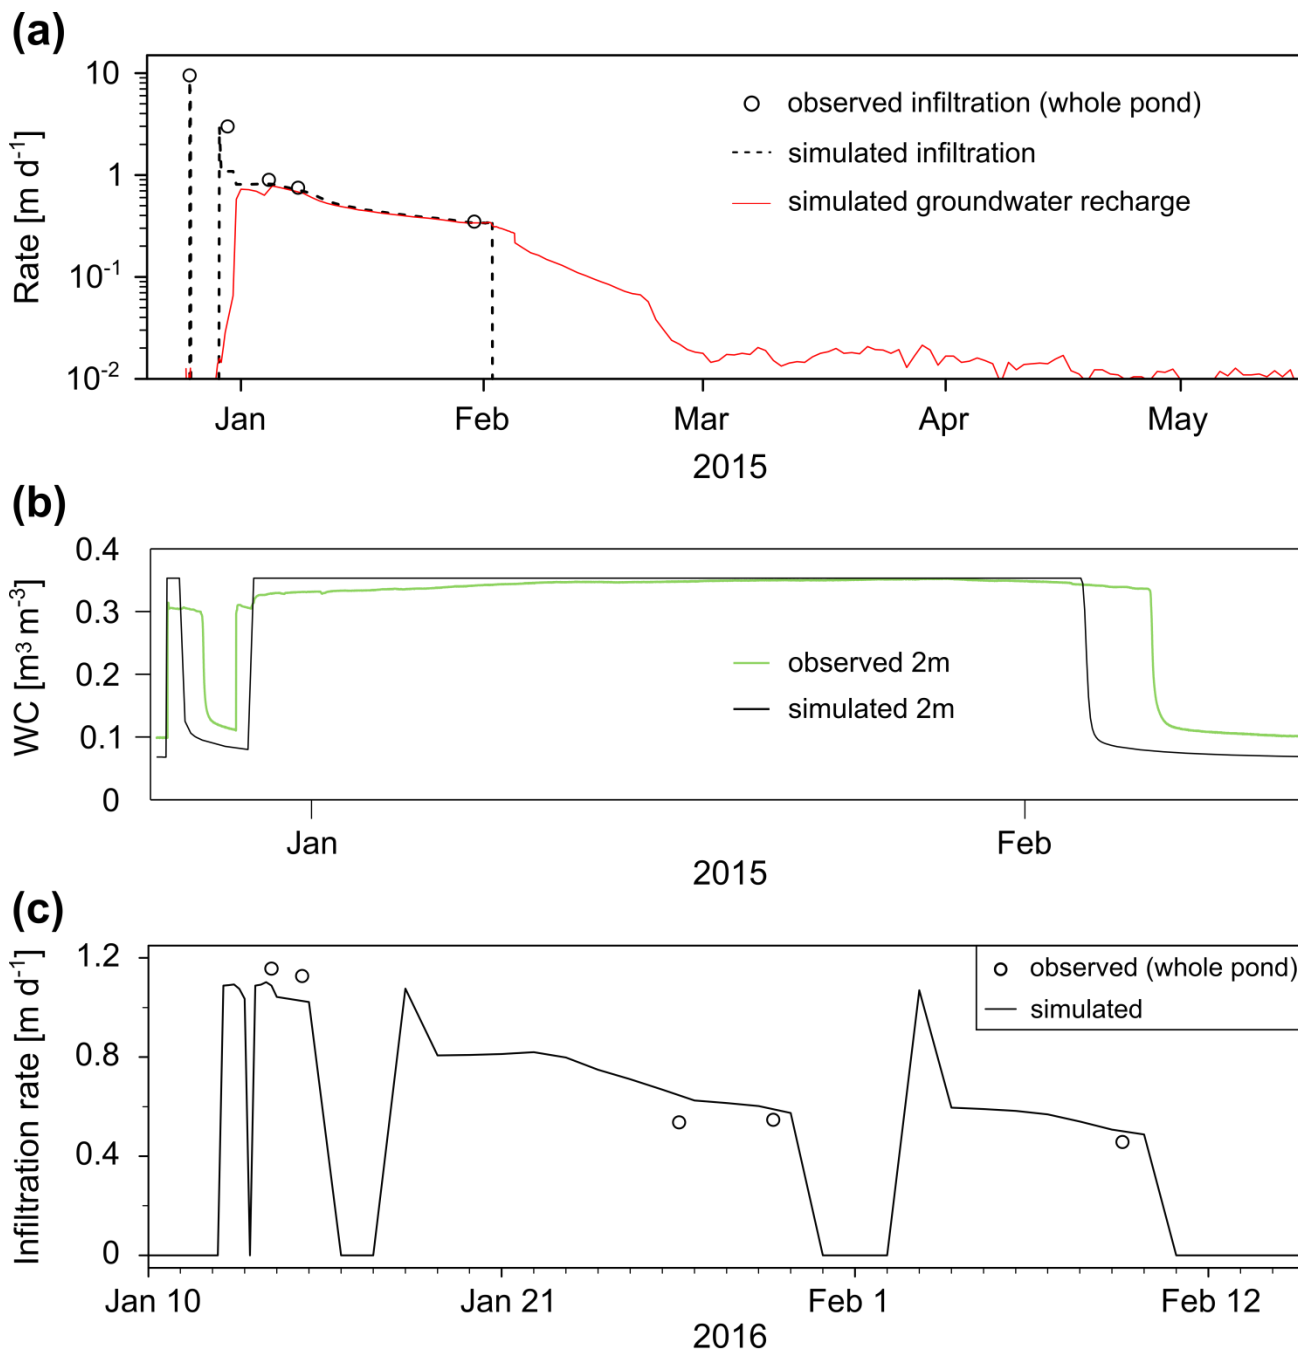 (a)
10
1
10-1
10-2
Rate [m d-1]
observed infiltration (whole pond)
simulated infiltration
simulated groundwater recharge
Jan Feb Mar Apr May
2015
(b)
0.4
0.3
0.2
0.1
0
WC [m3 m-3]
observed 2m
simulated 2m
Jan Feb
2015
(c)
1.2
0.8
0.4
0
Infiltration rate [m d-1]
observed (whole pond)
simulated
Jan 10 Jan 21 Feb 1 Feb 12
2016